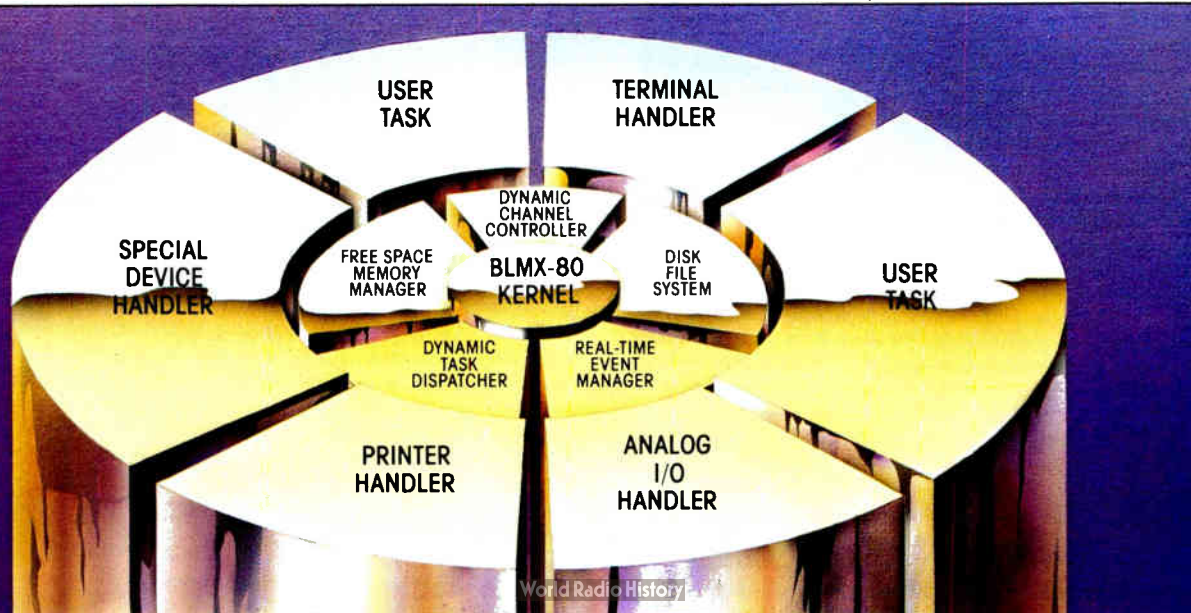 USER
TASK
TERMINAL
HANDLER
SPECIAL
DEVICE
HANDLER
DYNAMIC
CHANNEL
CONTROLLER
FREE SPACE
MEMORY
MANAGER
BLMX-80
KERNEL
DISK
FILE
SYSTEM
USER
TASK
DYNAMIC
TASK
DISPATCHER
REAL-TIME
EVENT
MANAGER
PRINTER
HANDLER
ANALOG
I/O
HANDLER
World Radio History